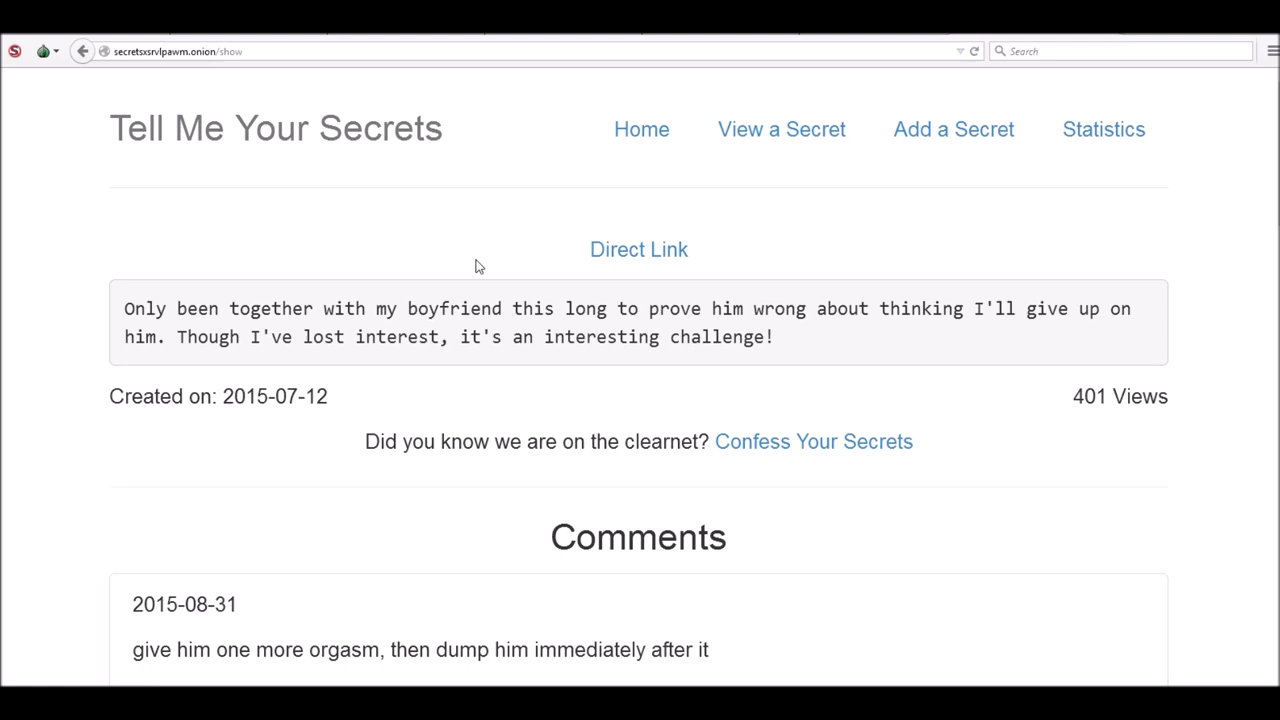 secretsxsrvlpawm.onion/show
Search
Tell Me Your Secrets
Home View a Secret Add a Secret Statistics
Direct Link
Only been together with my boyfriend this long to prove him wrong about thinking I'll give up on
him. Though I've lost interest, it's an interesting challenge!
Created on: 2015-07-12 401 Views
Did you know we are on the clearnet? Confess Your Secrets
Comments
2015-08-31
give him one more orgasm, then dump him immediately after it